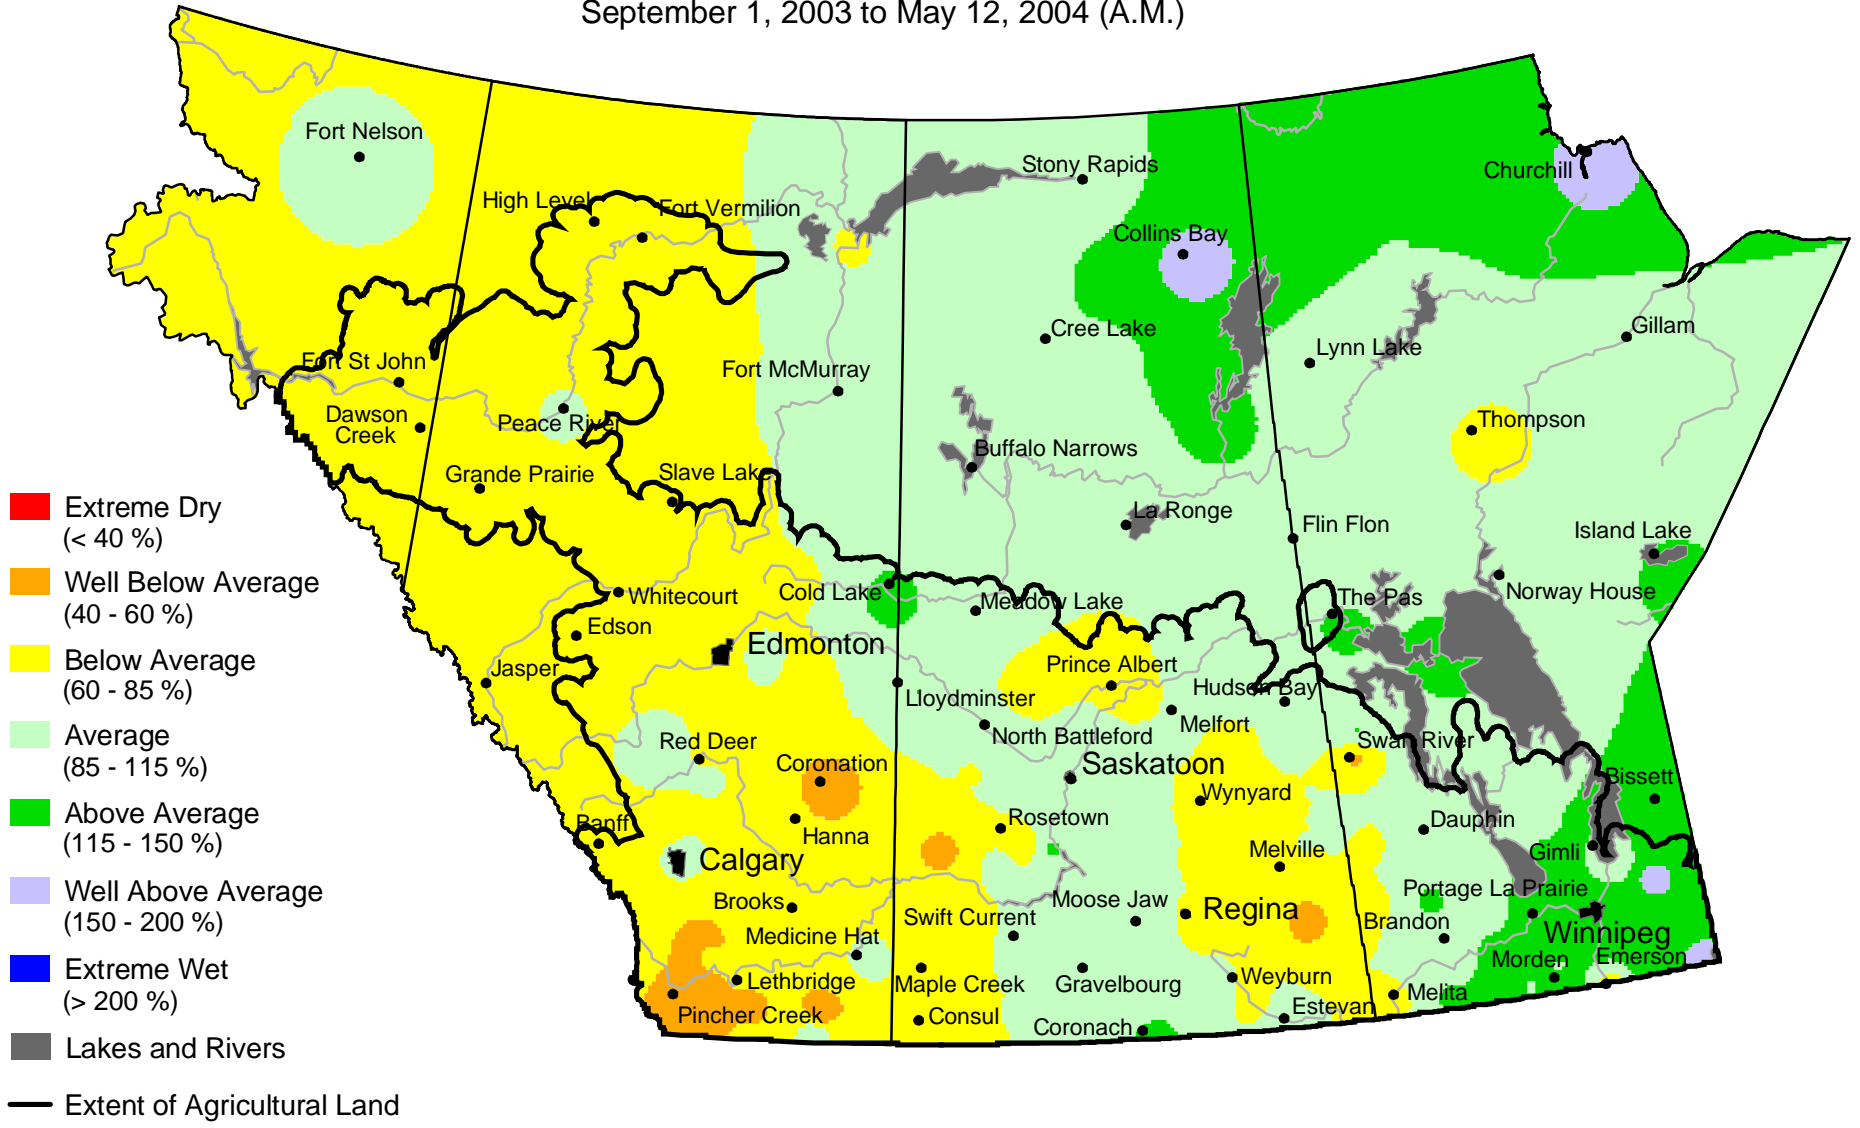 September 1, 2003 to May 12, 2004 (A.M.)
Fort Nelson
Stony Rapids
Churchill
High Level
Fort Vermilion
Collins Bay
Cree Lake
Gillam
Lynn Lake
Fort St John
Fort McMurray
Dawson
Creek
Peace River
Thompson
Buffalo Narrows
Grande Prairie
Slave Lake
La Ronge
Flin Flon
Island Lake
Whitecourt
Cold Lake
Meadow Lake
The Pas
Norway House
Edson
Edmonton
Jasper
Prince Albert
Hudson Bay
Lloydminster
Melfort
Red Deer
North Battleford
Swan River
Coronation
Saskatoon
Bissett
Wynyard
Banff
Hanna
Rosetown
Dauphin
Calgary
Melville
Gimli
Brooks
Moose Jaw
Portage La Prairie
Swift Current
Regina
Brandon
Medicine Hat
Winnipeg
Morden
Emerson
Lethbridge
Maple Creek
Gravelbourg
Weyburn
Melita
Pincher Creek
Consul
Coronach
Estevan
Extreme Dry
(< 40 %)
Well Below Average
(40 - 60 %)
Below Average
(60 - 85 %)
Average
(85 - 115 %)
Above Average
(115 - 150 %)
Well Above Average
(150 - 200 %)
Extreme Wet
(> 200 %)
Lakes and Rivers
Extent of Agricultural Land